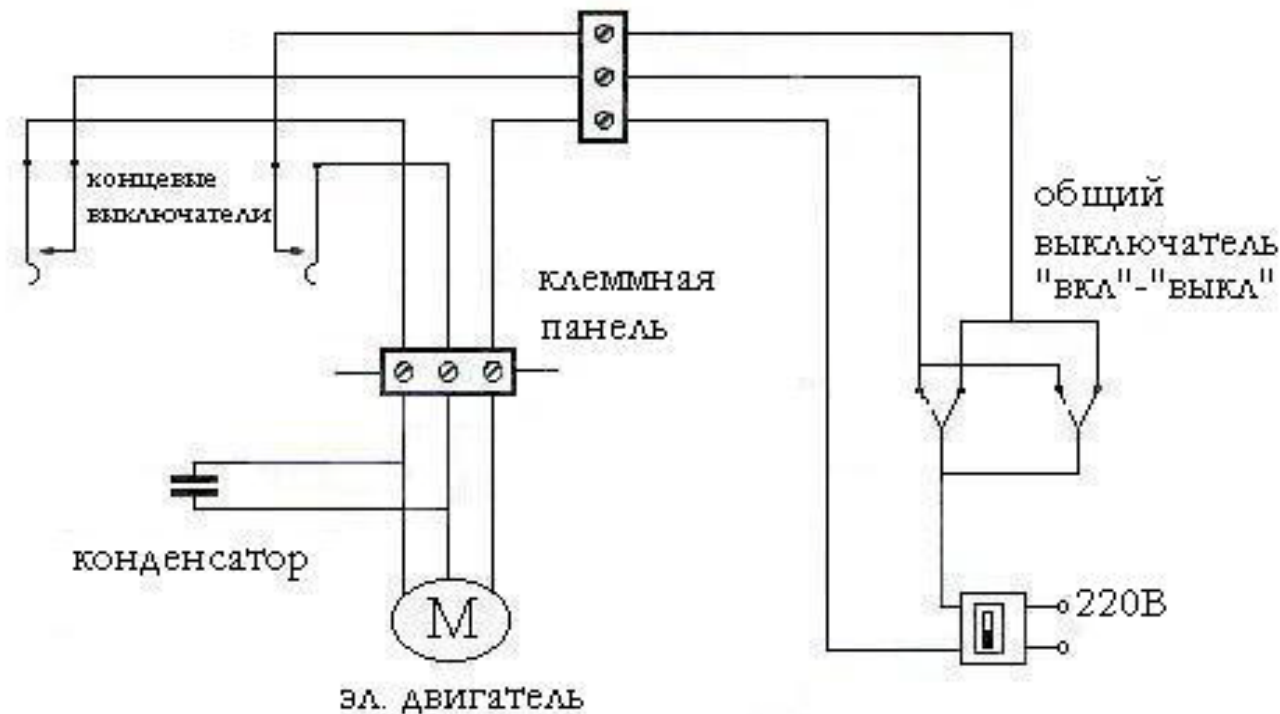 концевые
выключатели
клеммная
панель
общий
выключатель
"вкл"-"выкл"
конденсатор
М
220В
эл. двигатель